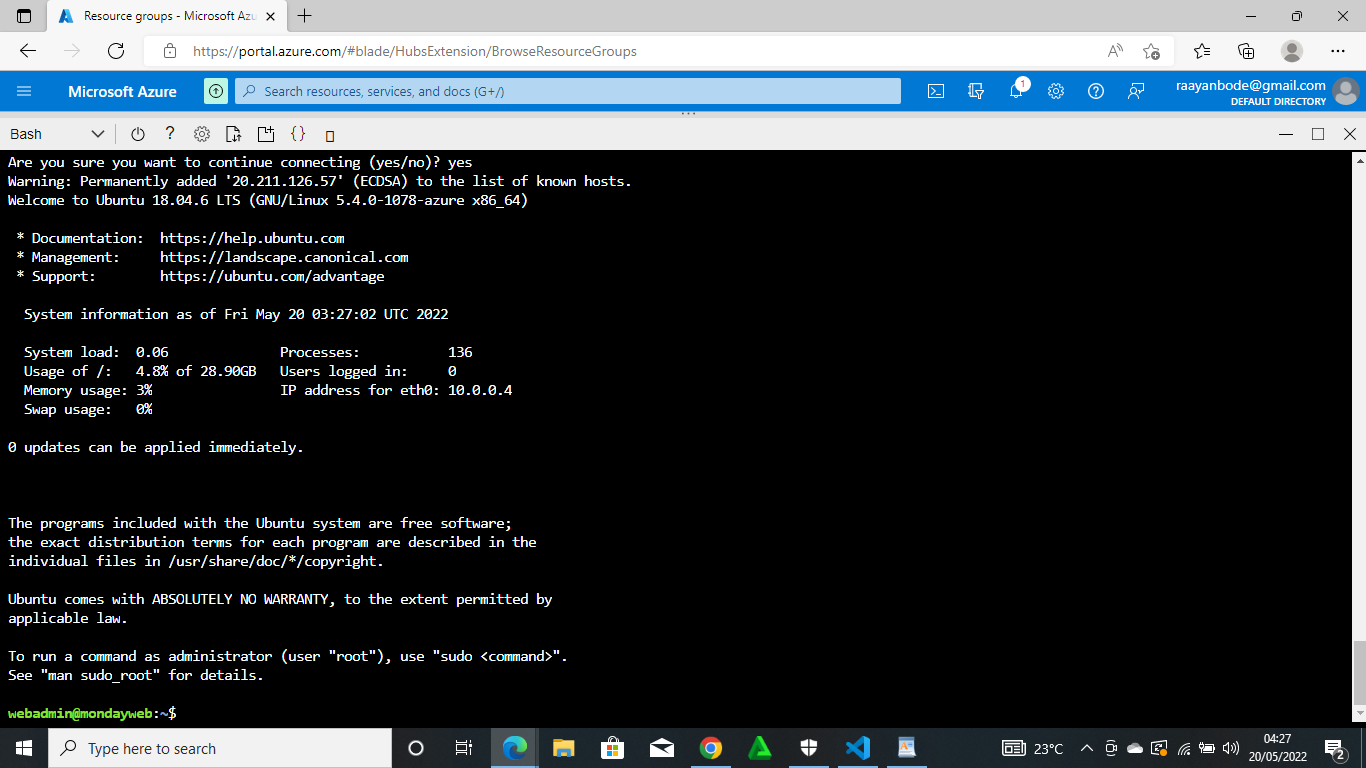 Resource groups - Microsoft Azu
https://portal.azure.com/#blade/HubsExtension/BrowseResourceGroups
Microsoft Azure
Search resources, services, and docs (G+/)
1
raayanbode@gmail.com
DEFAULT DIRECTORY
Bash
Are you sure you want to continue connecting (yes/no)? yes
Warning: Permanently added '20.211.126.57' (ECDSA) to the list of known hosts.
Welcome to Ubuntu 18.04.6 LTS (GNU/Linux 5.4.0-1078-azure x86_64)
* Documentation:  https://help.ubuntu.com
* Management:     https://landscape.canonical.com
* Support:        https://ubuntu.com/advantage
System information as of Fri May 20 03:27:02 UTC 2022
System load:  0.06              Processes:           136
Usage of /:   4.8% of 28.90GB   Users logged in:     0
Memory usage: 3%                IP address for eth0: 10.0.0.4
Swap usage:   0%
0 updates can be applied immediately.
The programs included with the Ubuntu system are free software;
the exact distribution terms for each program are described in the
individual files in /usr/share/doc/*/copyright.
Ubuntu comes with ABSOLUTELY NO WARRANTY, to the extent permitted by
applicable law.
To run a command as administrator (user "root"), use "sudo <command>".
See "man sudo_root" for details.
webadmin@mondayweb:~$
Type here to search
23°C
04:27
20/05/2022
2